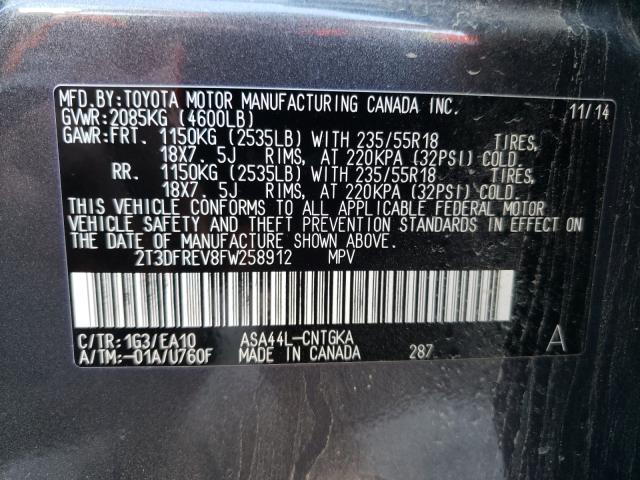 MFD.BY:TOYOTA MOTOR MANUFACTURING CANADA INC. 11/14
GVWR:2085KG (4600LB)
GAWR:FRT. 1150KG (2535LB) WITH 235/55R18 TIRES,
18X7.5J RIMS, AT 220KPA (32PSI) COLD.
RR. 1150KG (2535LB) WITH 235/55R18 TIRES,
18X7.5J RIMS, AT 220KPA (32PSI) COLD.
THIS VEHICLE CONFORMS TO ALL APPLICABLE FEDERAL MOTOR
VEHICLE SAFETY AND THEFT PREVENTION STANDARDS IN EFFECT ON
THE DATE OF MANUFACTURE SHOWN ABOVE.
2T3DFREV8FW258912 MPV
C/TR:1G3/EA10 ASA44L-CNTGKA A
A/TM:-01A/U760F MADE IN CANADA 287